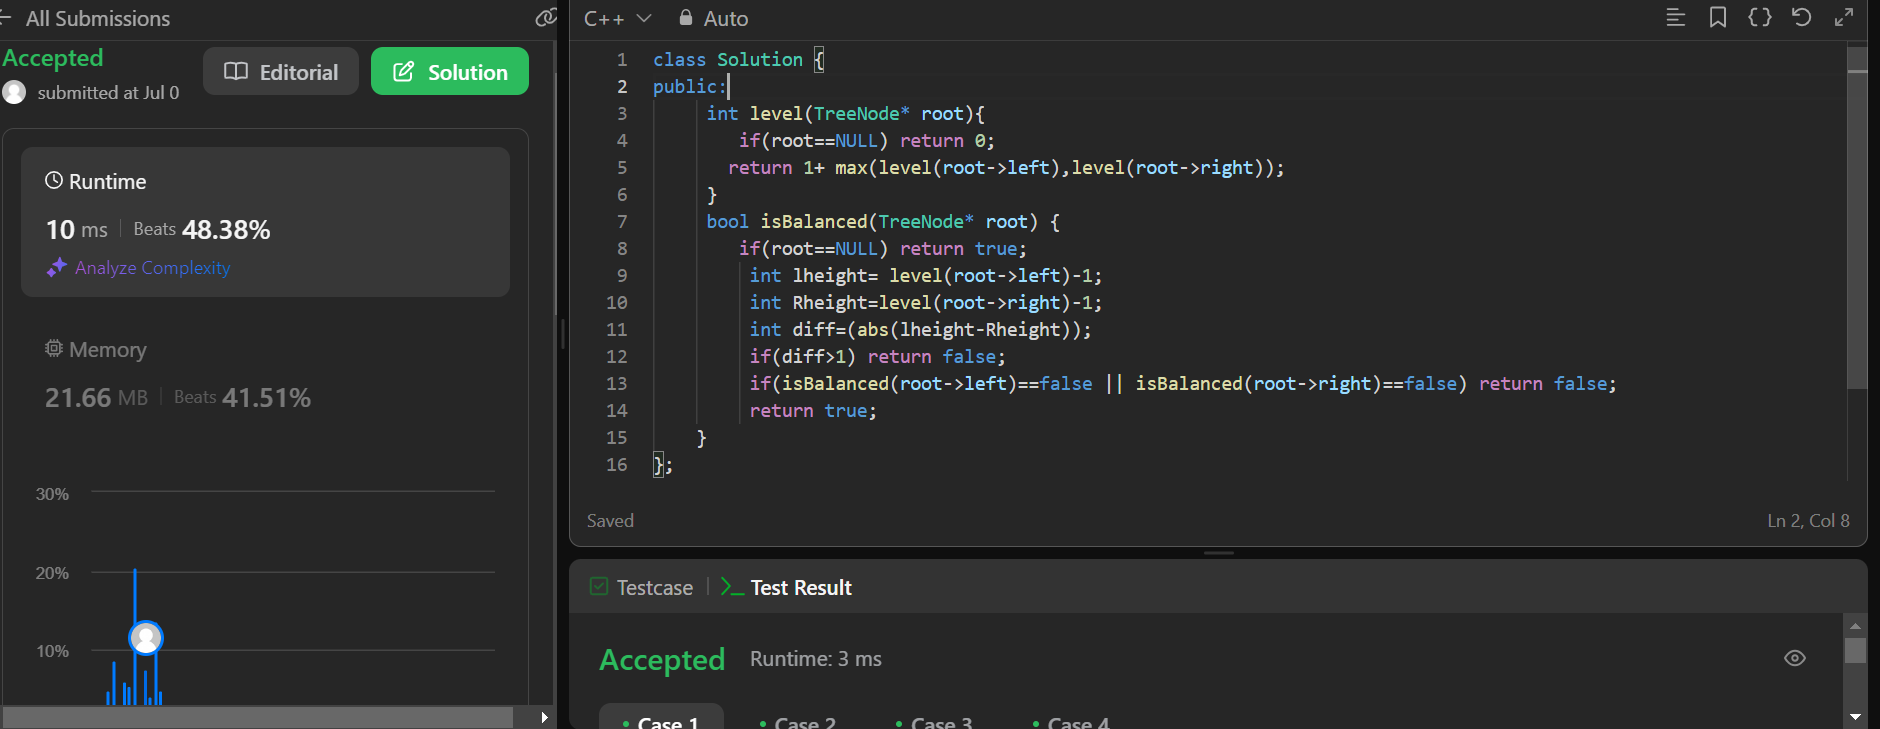 All Submissions
Accepted
submitted at Jul 0
Editorial
Solution
Runtime
10 ms
Beats 48.38%
Analyze Complexity
Memory
21.66 MB
Beats 41.51%
30%
20%
10%
C++
Auto
1 class Solution {
2 public:
3 int level(TreeNode* root){
4 if(root==NULL) return 0;
5 return 1+ max(level(root->left),level(root->right));
6 }
7 bool isBalanced(TreeNode* root) {
8 if(root==NULL) return true;
9 int lheight= level(root->left)-1;
10 int Rheight=level(root->right)-1;
11 int diff=(abs(lheight-Rheight));
12 if(diff>1) return false;
13 if(isBalanced(root->left)==false || isBalanced(root->right)==false) return false;
14 return true;
15 }
16 };
Saved
Ln 2, Col 8
Testcase
Test Result
Accepted
Runtime: 3 ms
Case 1
Case 2
Case 3
Case 4